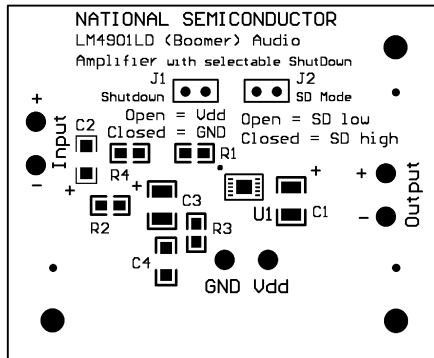 NATIONAL SEMICONDUCTOR
LM4901LD (Boomer) Audio
Amplifier with selectable ShutDown
J1
J2
Shutdown
SD Mode
Open = Vdd
Closed = GND
Open = SD low
Closed = SD high
+
Input
-
C2
+
R4
R1
+
C3
R2
R3
C4
U1
+
C1
+
Output
-
GND Vdd